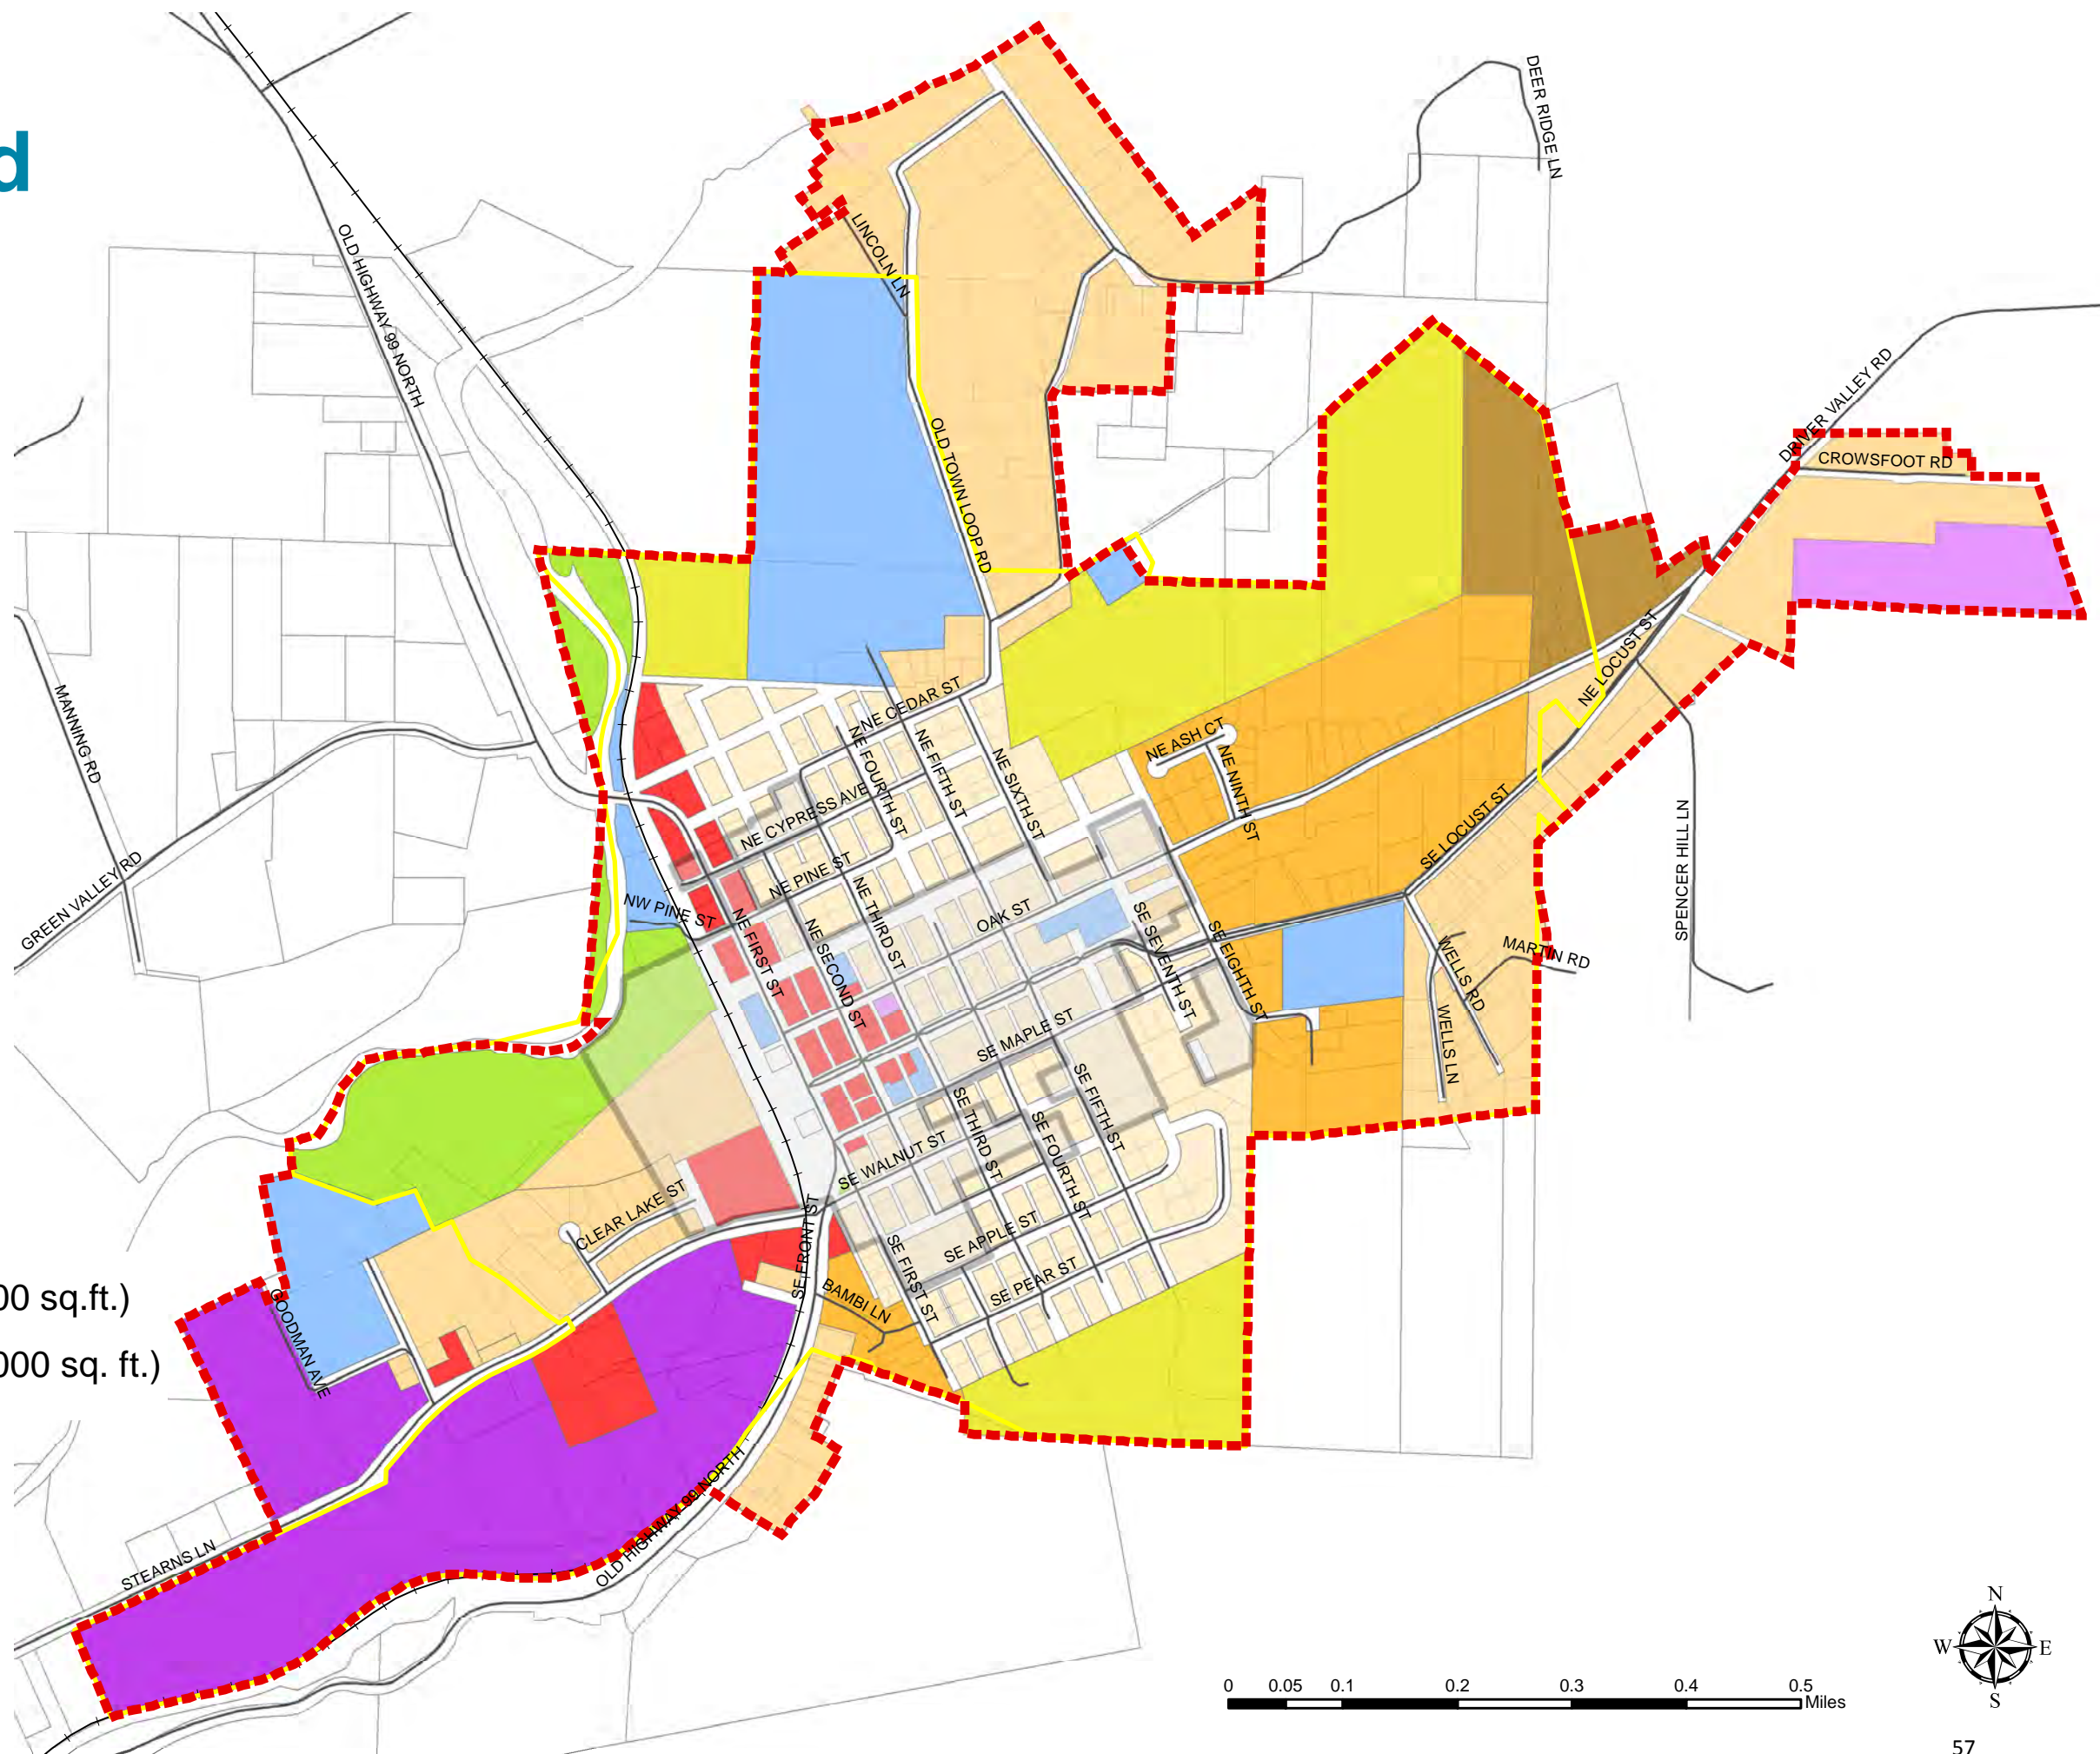 d
DEER RIDGE LN
OLD HIGHWAY 99 NORTH
LINCOLN LN
OLD TOWN LOOP RD
DRIVER VALLEY RD
CROWSFOOT RD
NE LOCUST ST
MANNING RD
NE CEDAR ST
NE FOURTH ST
NE FIFTH ST
NE SIXTH ST
NE ASH CT
NE NINTH ST
NE CYPRESS AVE
NE PINE ST
SE LOCUST ST
SPENCER HILL LN
GREEN VALLEY RD
NW PINE ST
NE FIRST ST
NE SECOND ST
NE THIRD ST
OAK ST
SE SEVENTH ST
SE EIGHTH ST
WELLS RD
MARTIN RD
WELLS LN
SE MAPLE ST
SE FIFTH ST
SE THIRD ST
SE FOURTH ST
SE WALNUT ST
CLEAR LAKE ST
SE FRONT ST
SE APPLE ST
SE FIRST ST
SE PEAR ST
BAMBI LN
GOODMAN AVE
00 sq.ft.)
000 sq. ft.)
OLD HIGHWAY 99 NORTH
STEARNS LN
N
W E
S
0 0.05 0.1 0.2 0.3 0.4 0.5
Miles
57